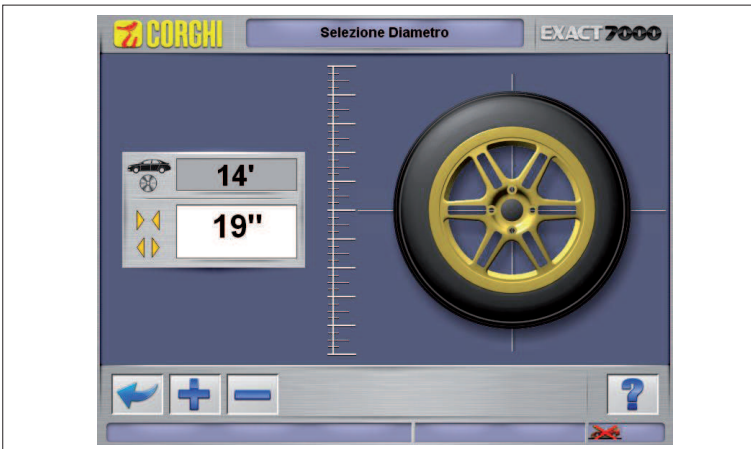 CORGHI
Selezione Diametro
EXACT7000
14'
19"
?